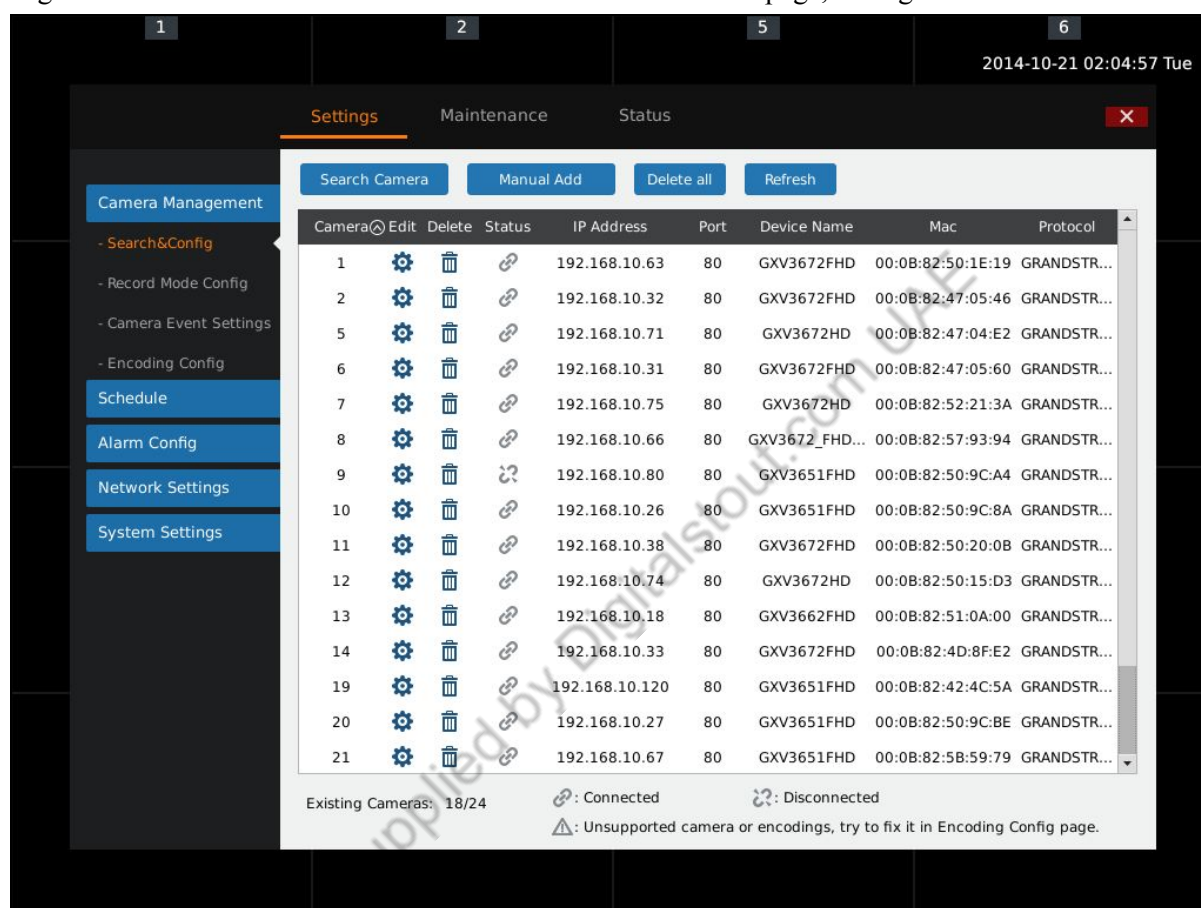 1 2 5 6
2014-10-21 02:04:57 Tue
Settings Maintenance Status
Search Camera Manual Add Delete all Refresh
Camera Management
- Search&Config
- Record Mode Config
- Camera Event Settings
- Encoding Config
Schedule
Alarm Config
Network Settings
System Settings
Camera Edit Delete Status IP Address Port Device Name Mac Protocol
1 192.168.10.63 80 GXV3672FHD 00:0B:82:50:1E:19 GRANDSTR...
2 192.168.10.32 80 GXV3672FHD 00:0B:82:47:05:46 GRANDSTR...
5 192.168.10.71 80 GXV3672HD 00:0B:82:47:04:E2 GRANDSTR...
6 192.168.10.31 80 GXV3672FHD 00:0B:82:47:05:60 GRANDSTR...
7 192.168.10.75 80 GXV3672HD 00:0B:82:52:21:3A GRANDSTR...
8 192.168.10.66 80 GXV3672_FHD... 00:0B:82:57:93:94 GRANDSTR...
9 192.168.10.80 80 GXV3651FHD 00:0B:82:50:9C:A4 GRANDSTR...
10 192.168.10.26 80 GXV3651FHD 00:0B:82:50:9C:8A GRANDSTR...
11 192.168.10.38 80 GXV3672FHD 00:0B:82:50:20:0B GRANDSTR...
12 192.168.10.74 80 GXV3672HD 00:0B:82:50:15:D3 GRANDSTR...
13 192.168.10.18 80 GXV3662FHD 00:0B:82:51:0A:00 GRANDSTR...
14 192.168.10.33 80 GXV3672FHD 00:0B:82:4D:8F:E2 GRANDSTR...
19 192.168.10.120 80 GXV3651FHD 00:0B:82:42:4C:5A GRANDSTR...
20 192.168.10.27 80 GXV3651FHD 00:0B:82:50:9C:BE GRANDSTR...
21 192.168.10.67 80 GXV3651FHD 00:0B:82:5B:59:79 GRANDSTR...
Existing Cameras: 18/24 : Connected : Disconnected
: Unsupported camera or encodings, try to fix it in Encoding Config page.
upplied by Digitalstout.com UAE